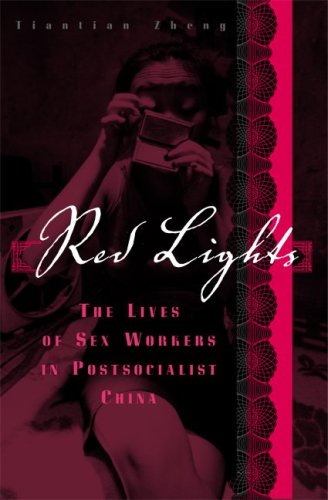 Tiantian Zheng
Red Lights
The Lives
of Sex Workers
in Postsocialist
China